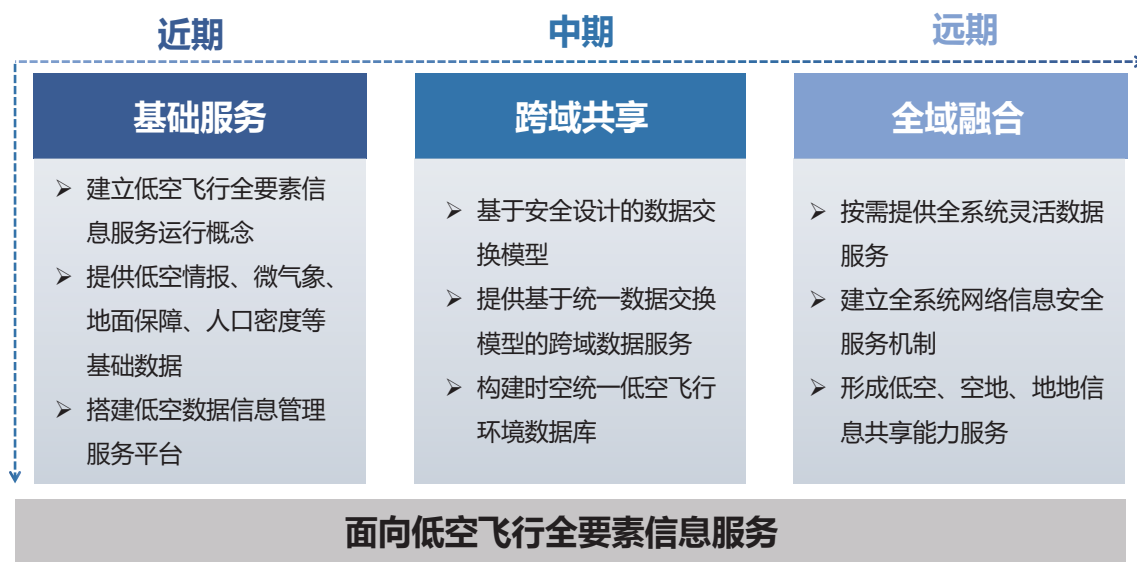 近期
中期
远期
基础服务
➢ 建立低空飞行全要素信
息服务运行概念
➢ 提供低空情报、微气象、
地面保障、人口密度等
基础数据
➢ 搭建低空数据信息管理
服务平台
跨域共享
➢ 基于安全设计的数据交
换模型
➢ 提供基于统一数据交换
模型的跨域数据服务
➢ 构建时空统一低空飞行
环境数据库
全域融合
➢ 按需提供全系统灵活数据
服务
➢ 建立全系统网络信息安全
服务机制
➢ 形成低空、空地、地地信
息共享能力服务
面向低空飞行全要素信息服务